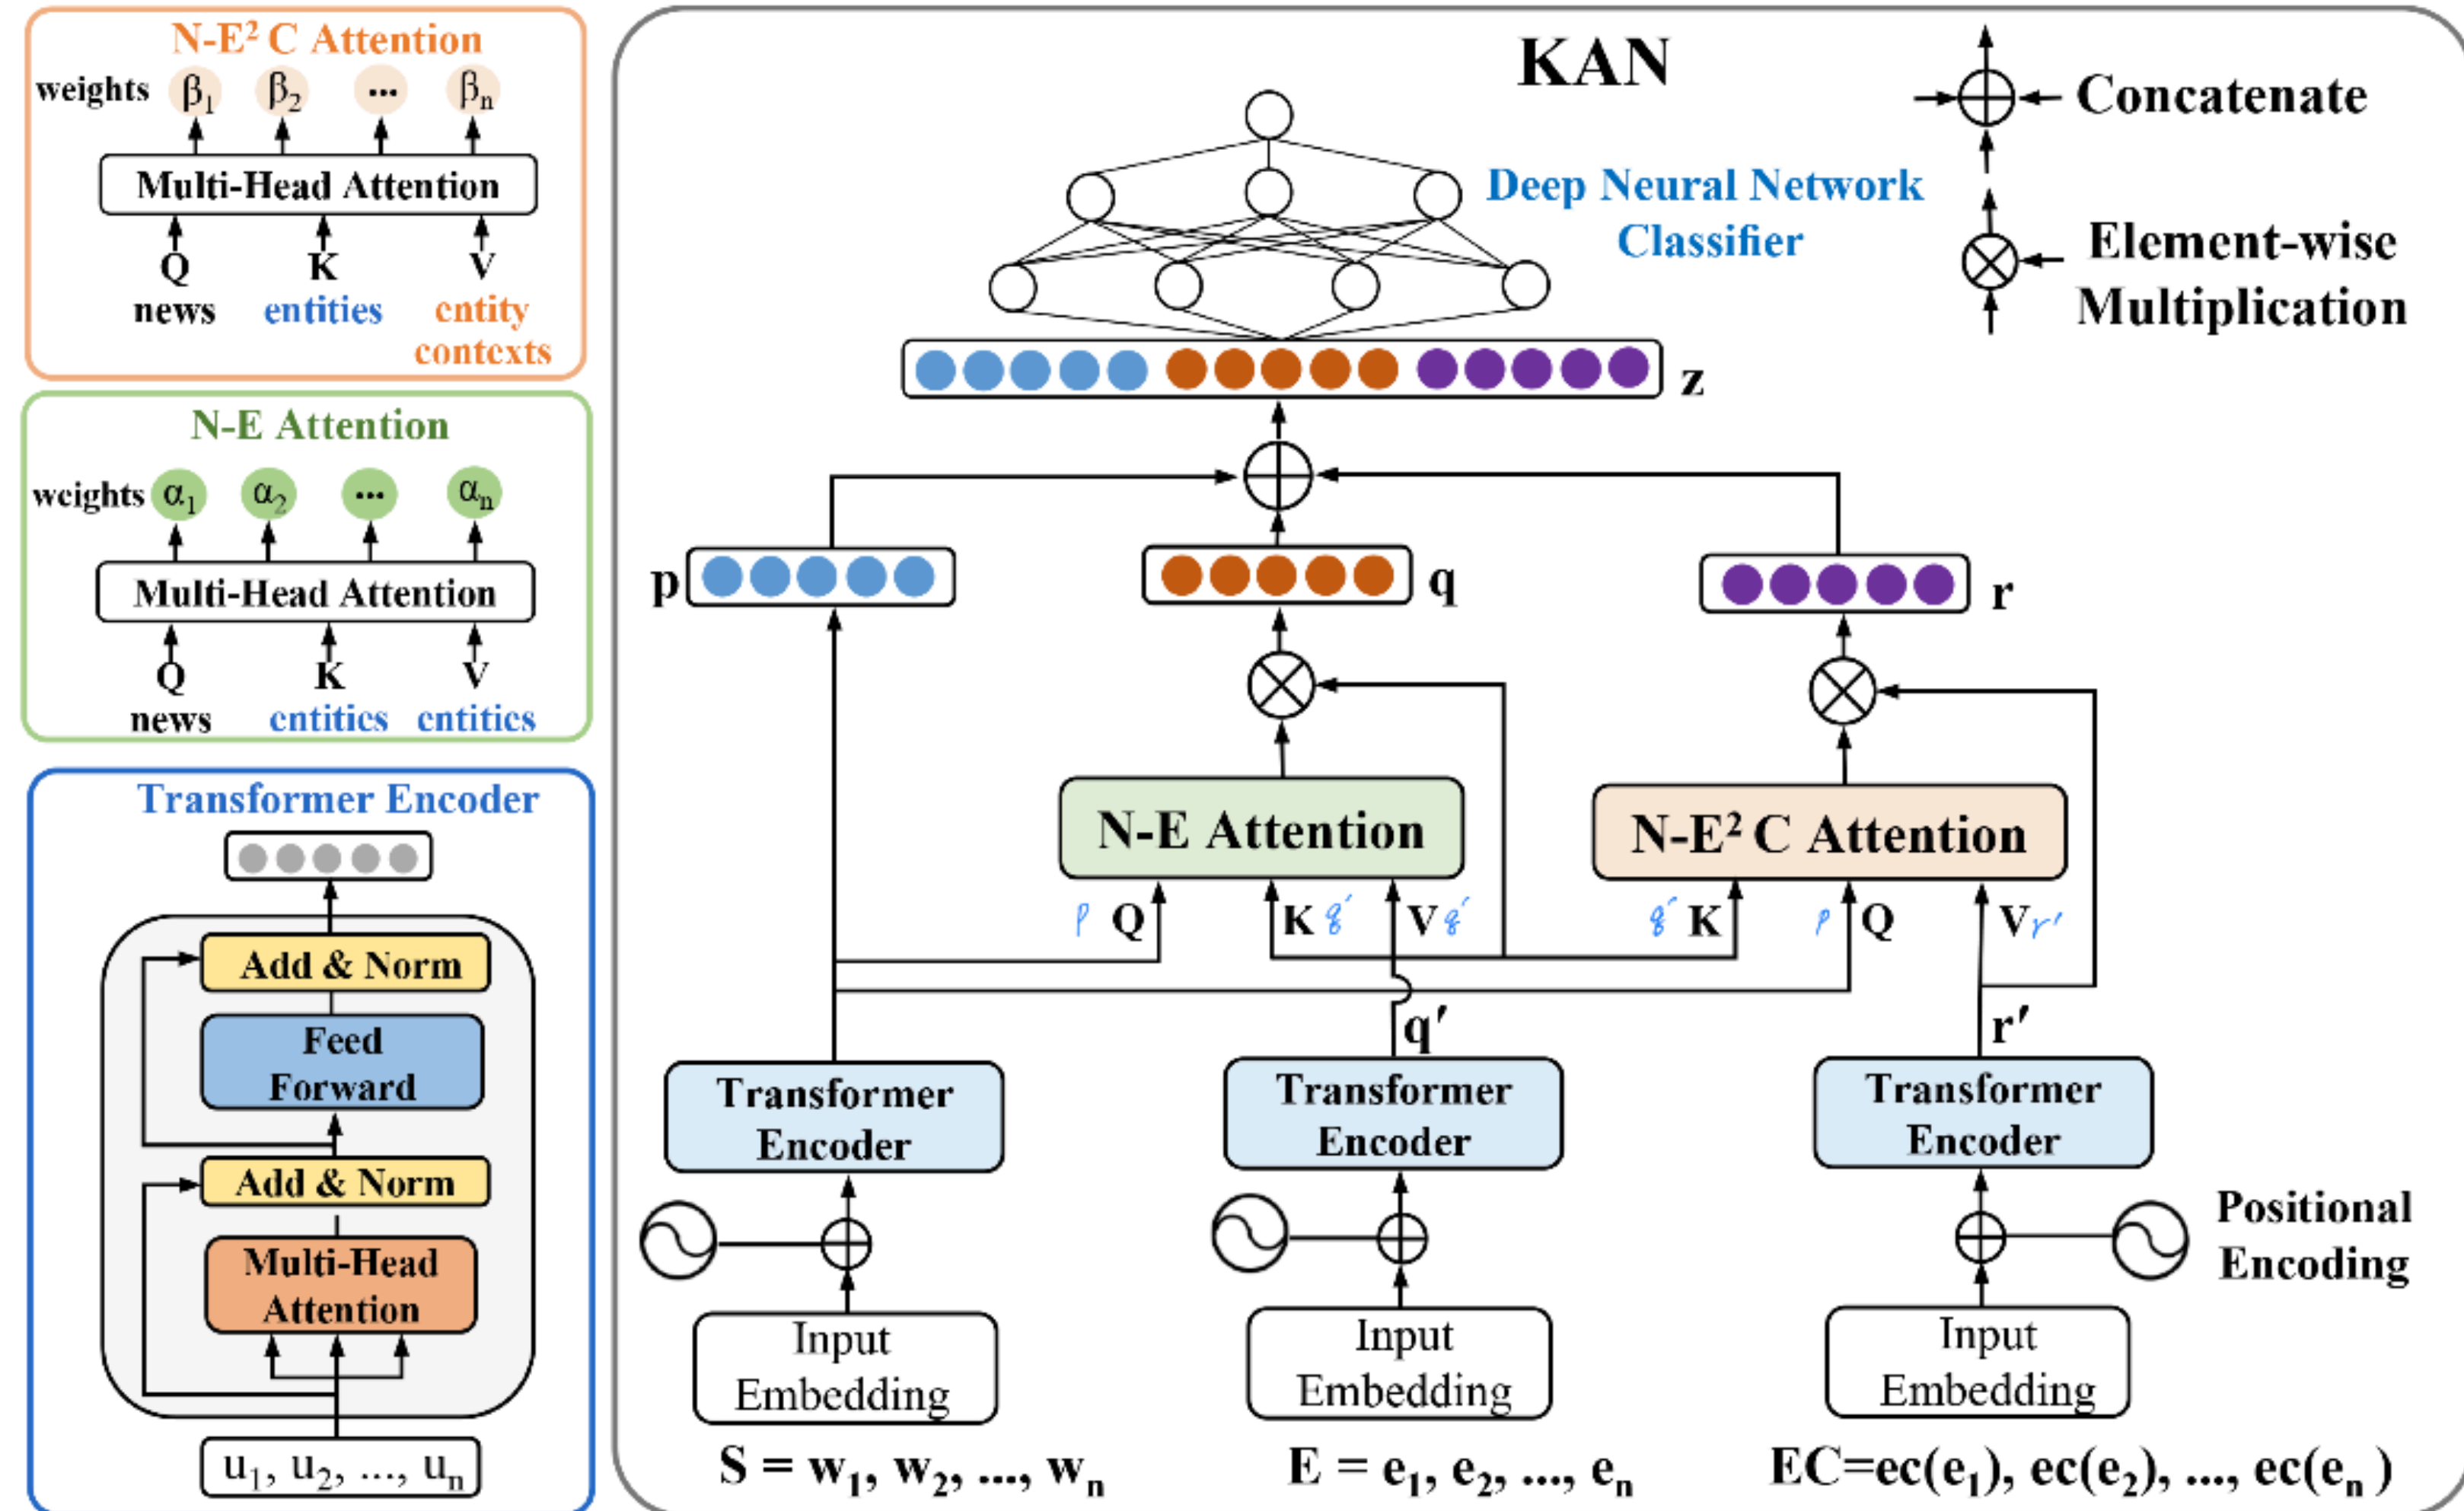 N-E² C Attention
weights β₁ β₂ ... βₙ
Multi-Head Attention
Q K V
news entities entity
contexts
N-E Attention
weights α₁ α₂ ... αₙ
Multi-Head Attention
Q K V
news entities entities
Transformer Encoder
Add & Norm
Feed
Forward
Add & Norm
Multi-Head
Attention
u₁, u₂, ..., uₙ
KAN
Concatenate
Element-wise
Multiplication
Deep Neural Network
Classifier
z
p q r
N-E Attention
N-E² C Attention
p Q K q′ V q′
q′ K p Q V r′
q′ r′
Transformer
Encoder
Transformer
Encoder
Transformer
Encoder
Positional
Encoding
Input
Embedding
Input
Embedding
Input
Embedding
S = w₁, w₂, ..., wₙ
E = e₁, e₂, ..., eₙ
EC=ec(e₁), ec(e₂), ..., ec(eₙ )